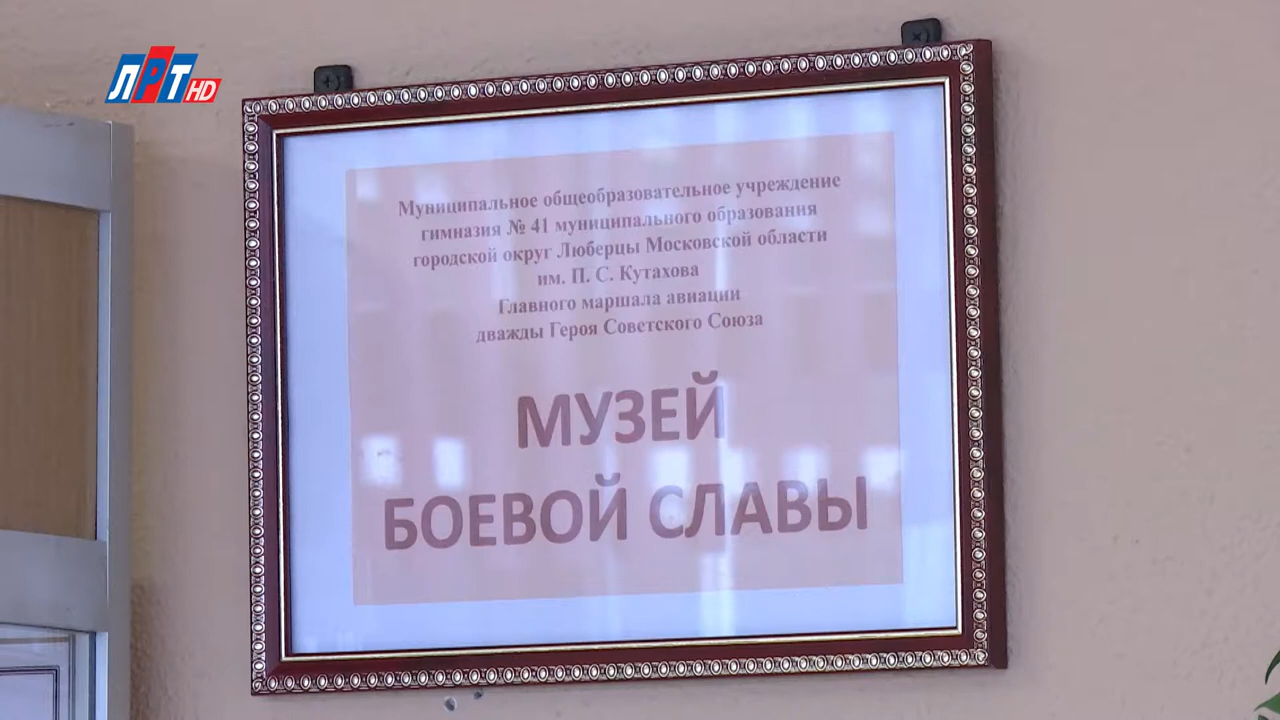 ЛРТ HD
Муниципальное общеобразовательное учреждение
гимназия № 41 муниципального образования
городской округ Люберцы Московской области
им. П. С. Кутахова
Главного маршала авиации
дважды Героя Советского Союза
МУЗЕЙ
БОЕВОЙ СЛАВЫ